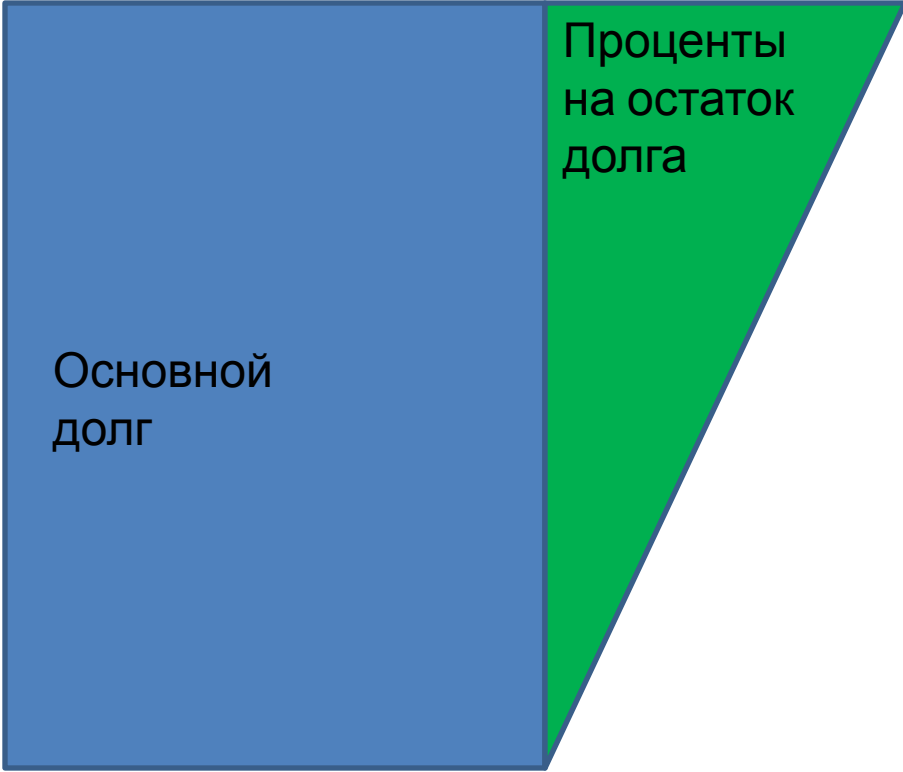 Проценты
на остаток
долга
Основной
долг